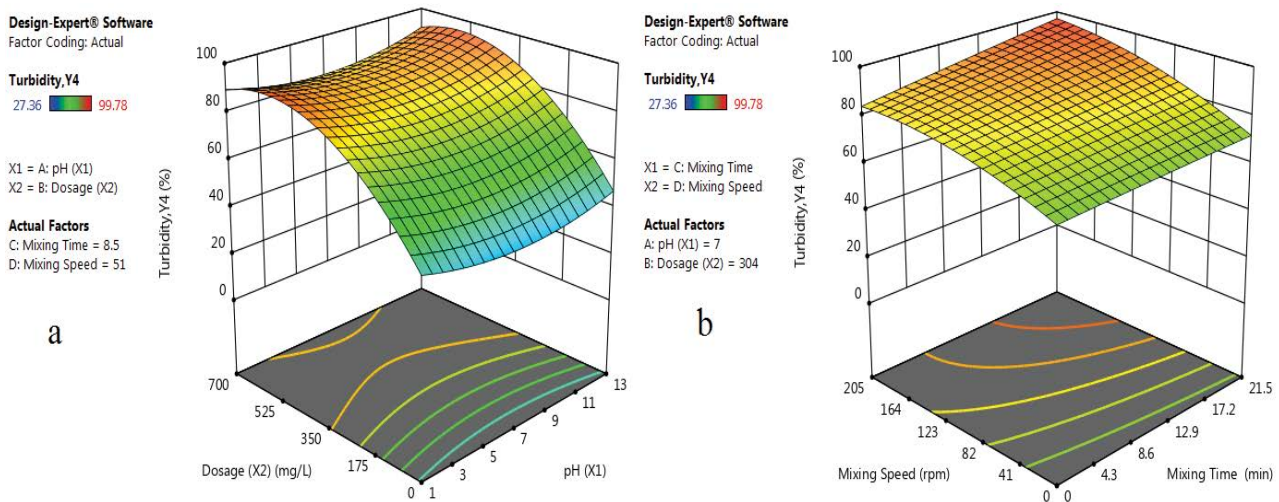 Design-Expert® Software
Factor Coding: Actual
Turbidity,Y4
27.36 99.78
X1 = A: pH (X1)
X2 = B: Dosage (X2)
Actual Factors
C: Mixing Time = 8.5
D: Mixing Speed = 51
a
Turbidity,Y4 (%)
100
80
60
40
20
0
700
525
350
175
0
Dosage (X2) (mg/L)
1
3
5
7
9
11
13
pH (X1)
Design-Expert® Software
Factor Coding: Actual
Turbidity,Y4
27.36 99.78
X1 = C: Mixing Time
X2 = D: Mixing Speed
Actual Factors
A: pH (X1) = 7
B: Dosage (X2) = 304
b
Turbidity,Y4 (%)
100
80
60
40
20
0
205
164
123
82
41
0
Mixing Speed (rpm)
0
4.3
8.6
12.9
17.2
21.5
Mixing Time (min)